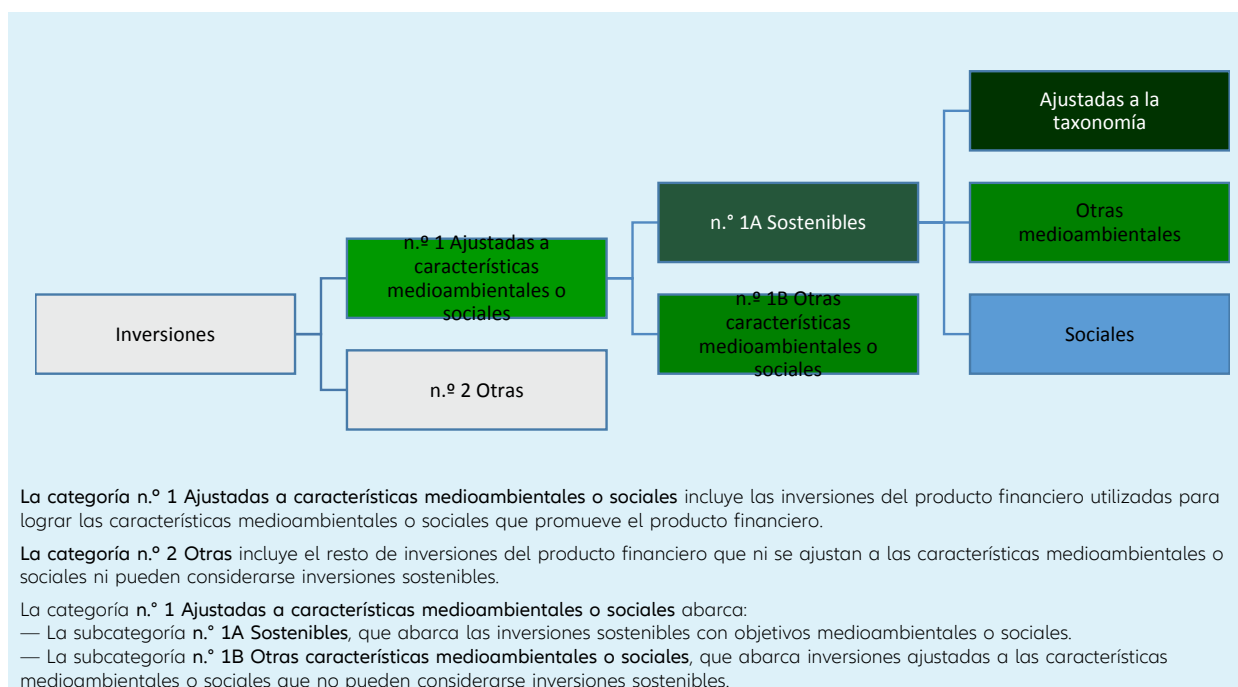 Ajustadas a la
taxonomía
n.° 1A Sostenibles
Otras
medioambientales
n.º 1 Ajustadas a
características
medioambientales o
sociales
Inversiones
n.º 1B Otras
características
medioambientales o
sociales
Sociales
n.º 2 Otras
La categoría n.º 1 Ajustadas a características medioambientales o sociales incluye las inversiones del producto financiero utilizadas para
lograr las características medioambientales o sociales que promueve el producto financiero.
La categoría n.º 2 Otras incluye el resto de inversiones del producto financiero que ni se ajustan a las características medioambientales o
sociales ni pueden considerarse inversiones sostenibles.
La categoría n.° 1 Ajustadas a características medioambientales o sociales abarca:
— La subcategoría n.° 1A Sostenibles, que abarca las inversiones sostenibles con objetivos medioambientales o sociales.
— La subcategoría n.° 1B Otras características medioambientales o sociales, que abarca inversiones ajustadas a las características
medioambientales o sociales que no pueden considerarse inversiones sostenibles.